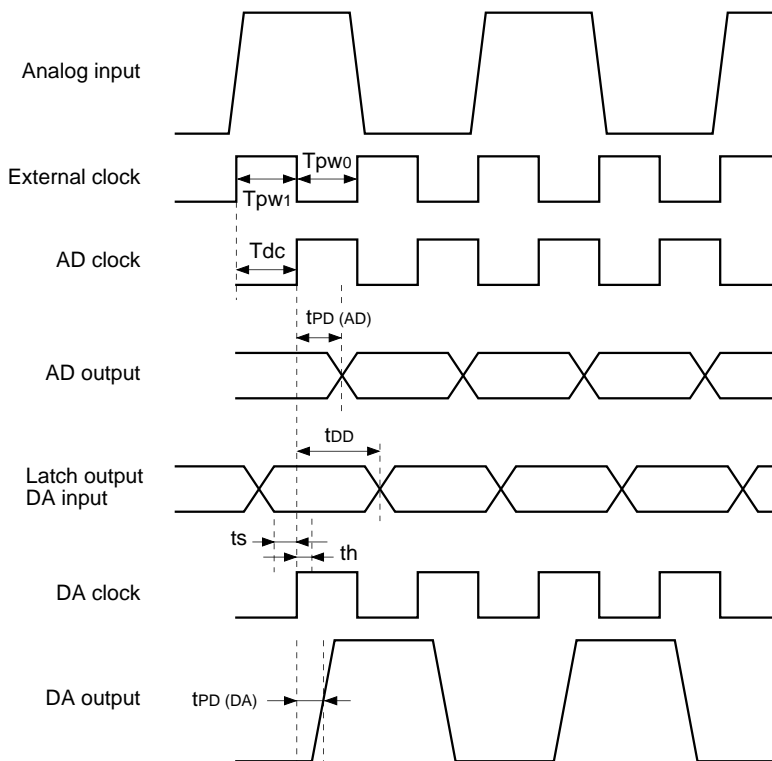 Analog input
Tpw0
External clock
Tpw1
Tdc
AD clock
tPD (AD)
AD output
tDD
Latch output
DA input
ts
th
DA clock
tPD (DA)
DA output